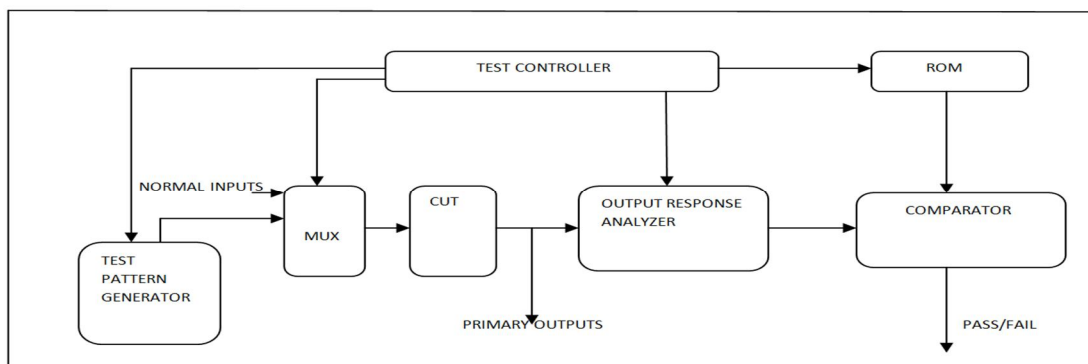 TEST CONTROLLER
ROM
NORMAL INPUTS
MUX
CUT
OUTPUT RESPONSE
ANALYZER
COMPARATOR
TEST
PATTERN
GENERATOR
PRIMARY OUTPUTS
PASS/FAIL